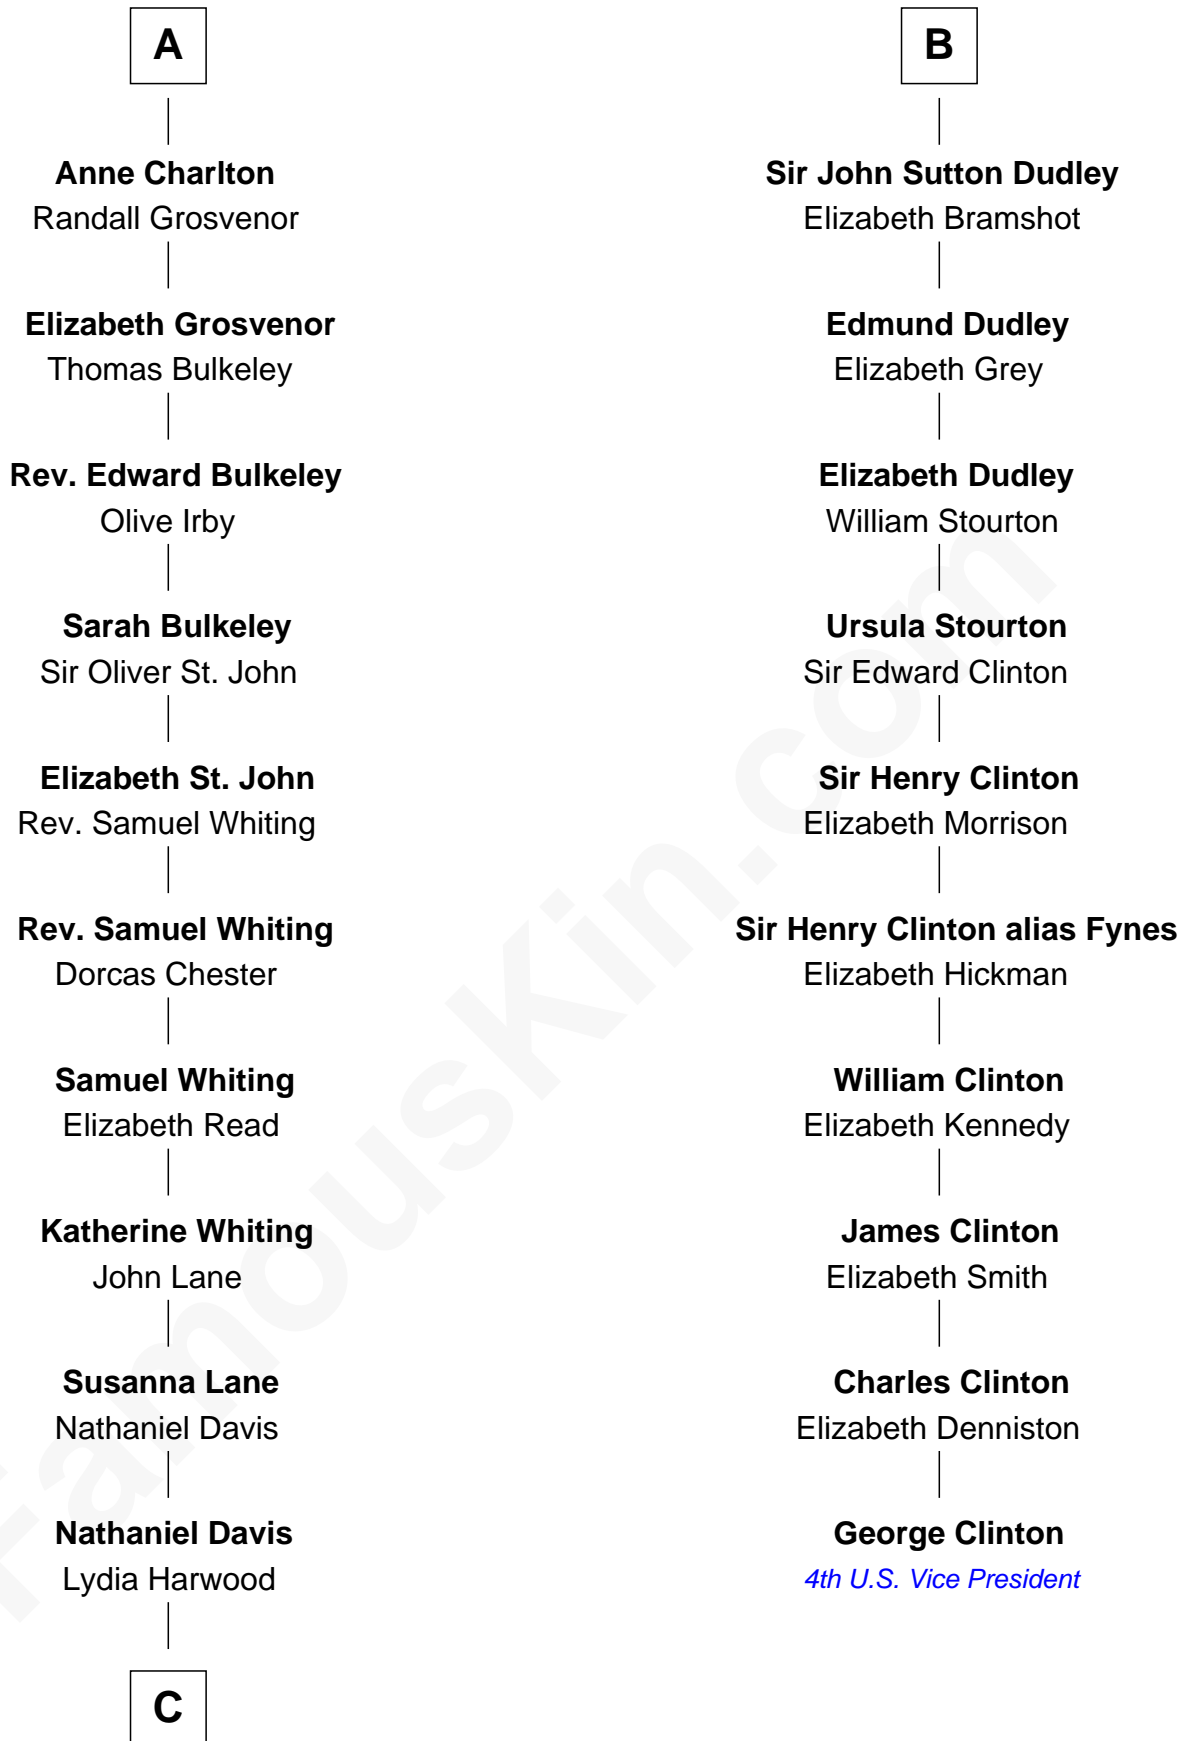 A
Anne Charlton
Randall Grosvenor
Elizabeth Grosvenor
Thomas Bulkeley
Rev. Edward Bulkeley
Olive Irby
Sarah Bulkeley
Sir Oliver St. John
Elizabeth St. John
Rev. Samuel Whiting
Rev. Samuel Whiting
Dorcas Chester
Samuel Whiting
Elizabeth Read
Katherine Whiting
John Lane
Susanna Lane
Nathaniel Davis
Nathaniel Davis
Lydia Harwood
C
B
Sir John Sutton Dudley
Elizabeth Bramshot
Edmund Dudley
Elizabeth Grey
Elizabeth Dudley
William Stourton
Ursula Stourton
Sir Edward Clinton
Sir Henry Clinton
Elizabeth Morrison
Sir Henry Clinton alias Fynes
Elizabeth Hickman
William Clinton
Elizabeth Kennedy
James Clinton
Elizabeth Smith
Charles Clinton
Elizabeth Denniston
George Clinton
4th U.S. Vice President
FamousKin.com